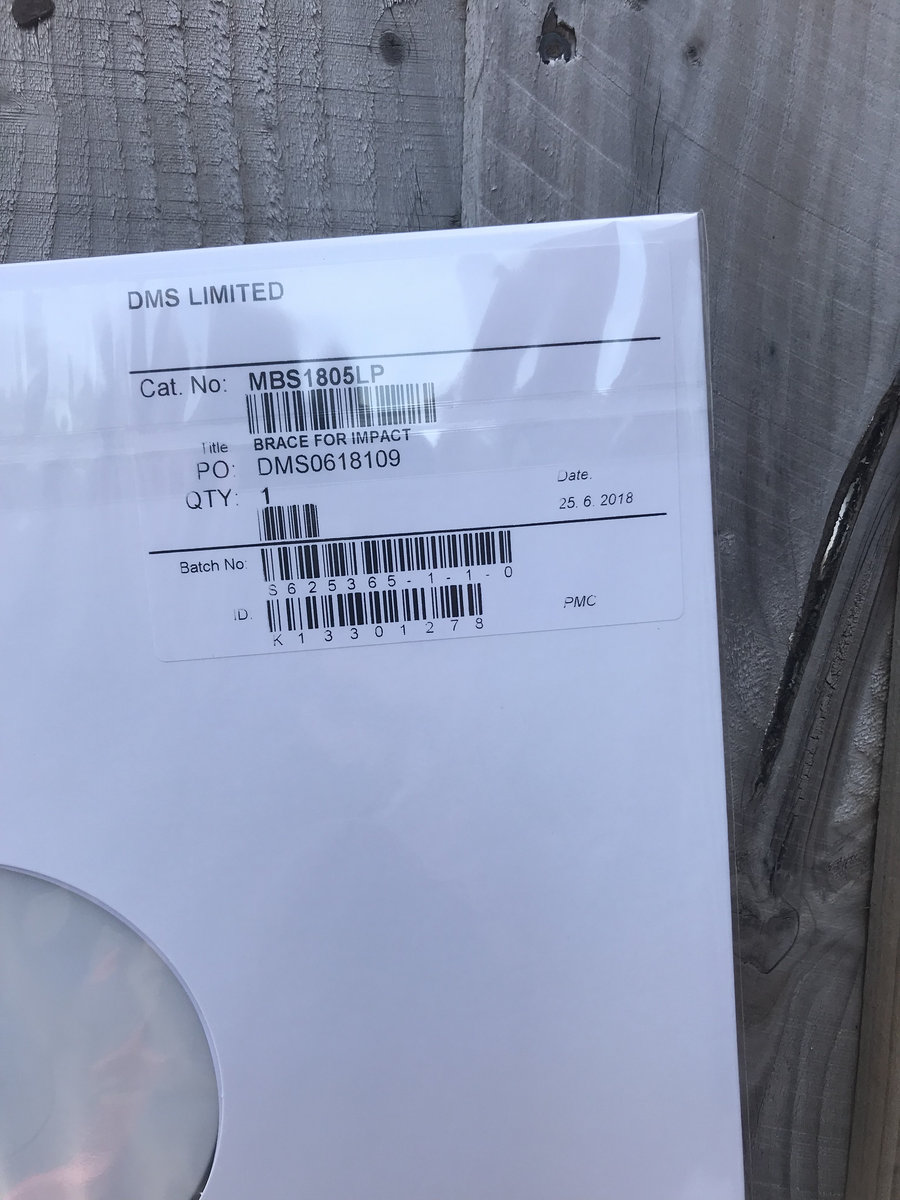 DMS LIMITED
Cat. No: MBS1805LP
Title BRACE FOR IMPACT
PO: DMS0618109
QTY: 1
Date.
25. 6. 2018
Batch No:
S625365-1-1-0
ID.
K13301278
PMC